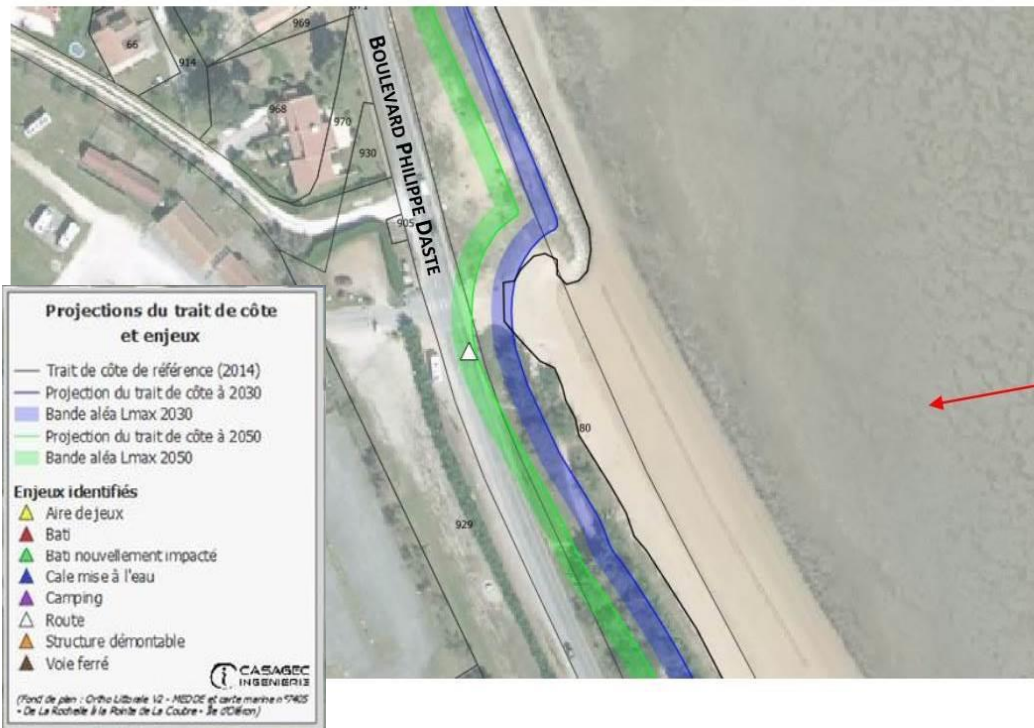 969
66
914
968
970
930
905
BOULEVARD PHILIPPE DASTE
80
929
Projections du trait de côte
et enjeux
Trait de côte de référence (2014)
Projection du trait de côte à 2030
Bande aléa Lmax 2030
Projection du trait de côte à 2050
Bande aléa Lmax 2050
Enjeux identifiés
Aire de jeux
Bati
Bati nouvellement impacté
Cale mise à l'eau
Camping
Route
Structure démontable
Voie ferré
CASAGEC
INGENIERIE
(Fond de plan : Ortho Littorale V2 - MEDDE et carte marine n°7405
- De La Rochelle à la Pointe de La Coubre - Île d'Oléron)